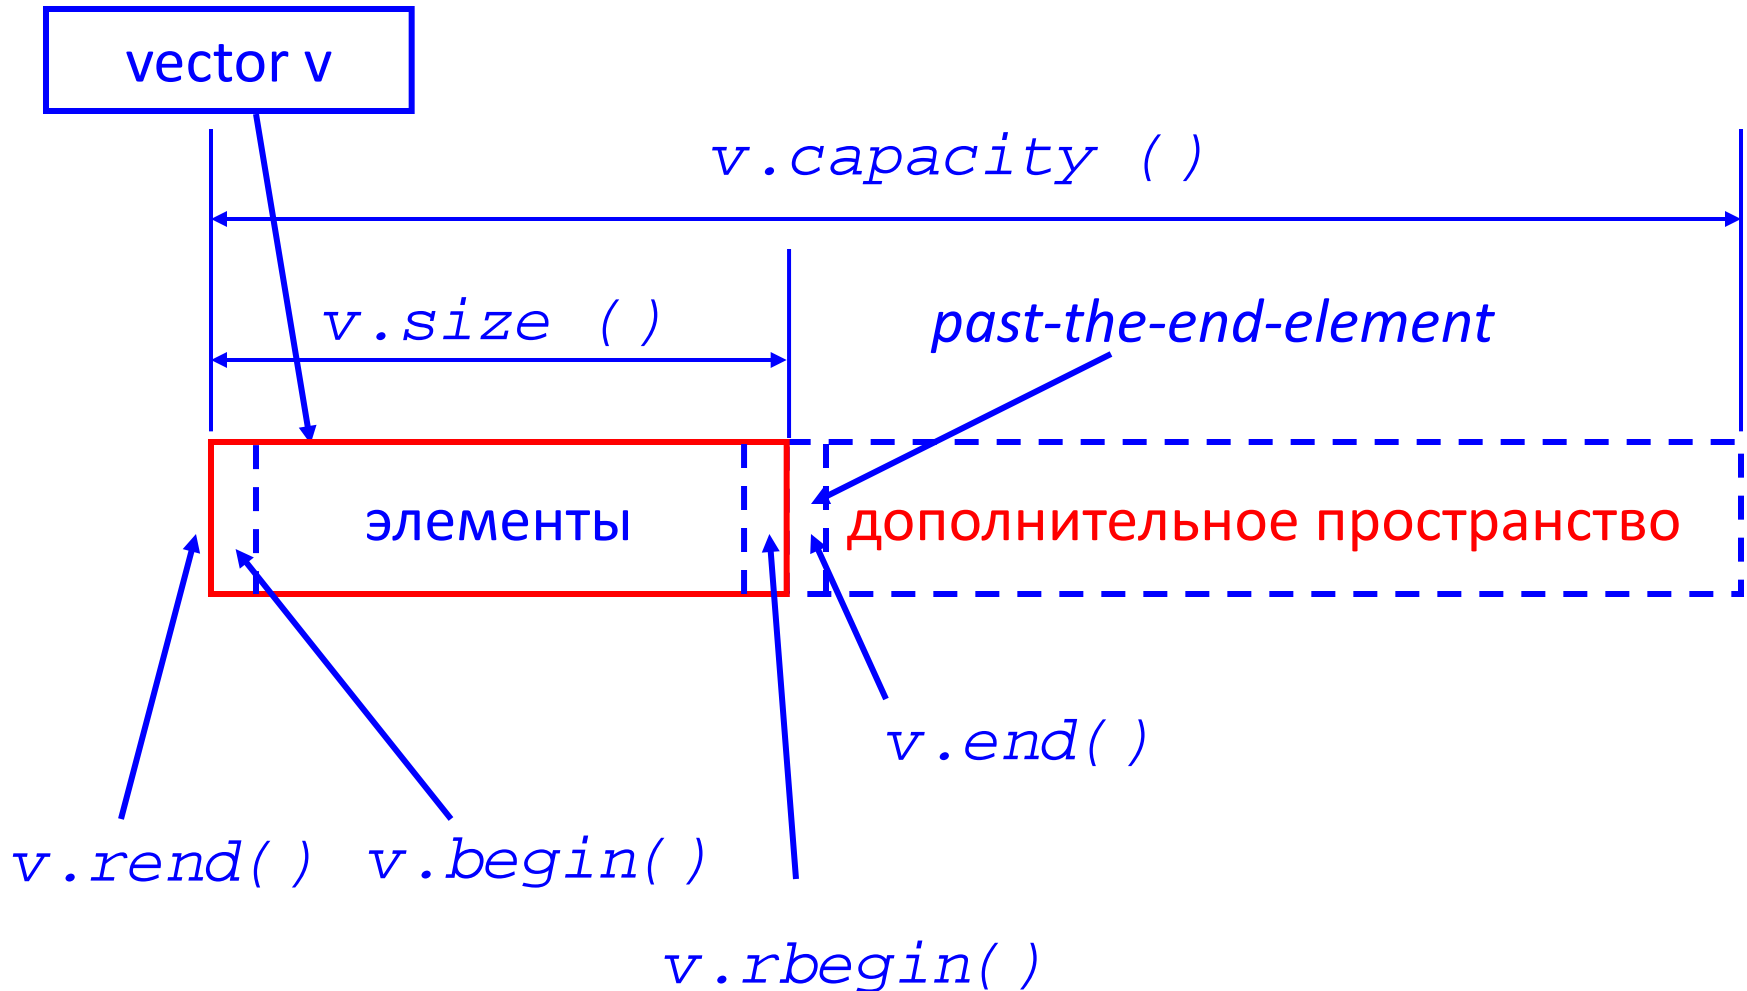 vector v
v.capacity ()
v.size ()
past-the-end-element
элементы
дополнительное пространство
v.end()
v.rend()
v.begin()
v.rbegin()